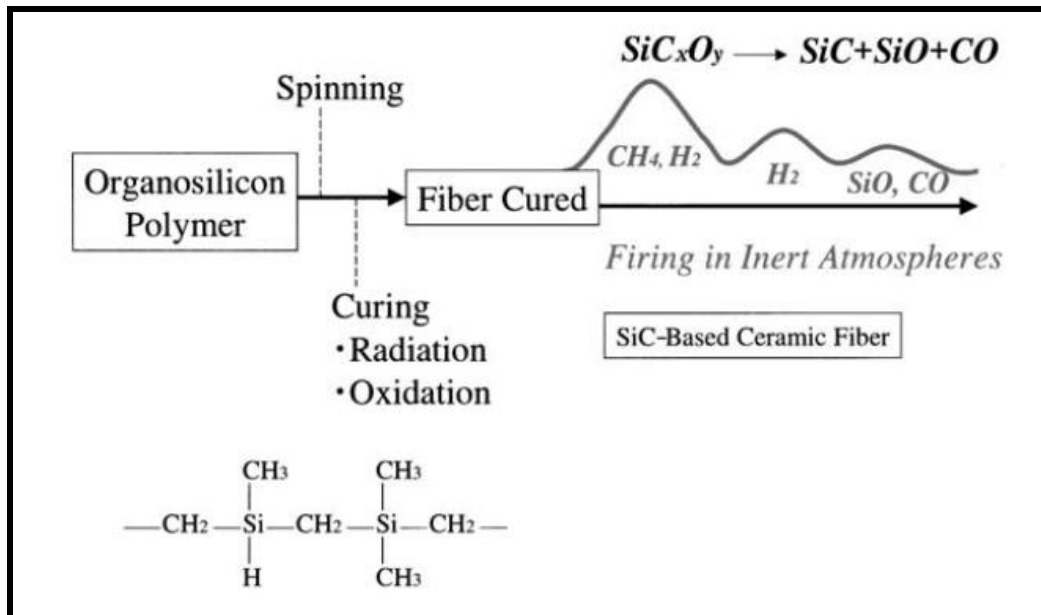 SiCxOy → SiC+SiO+CO
Spinning
CH4, H2
H2
SiO, CO
Organosilicon
Polymer
Fiber Cured
Firing in Inert Atmospheres
Curing
・Radiation
・Oxidation
SiC-Based Ceramic Fiber
CH3 CH3
—CH2—Si—CH2—Si—CH2—
H CH3